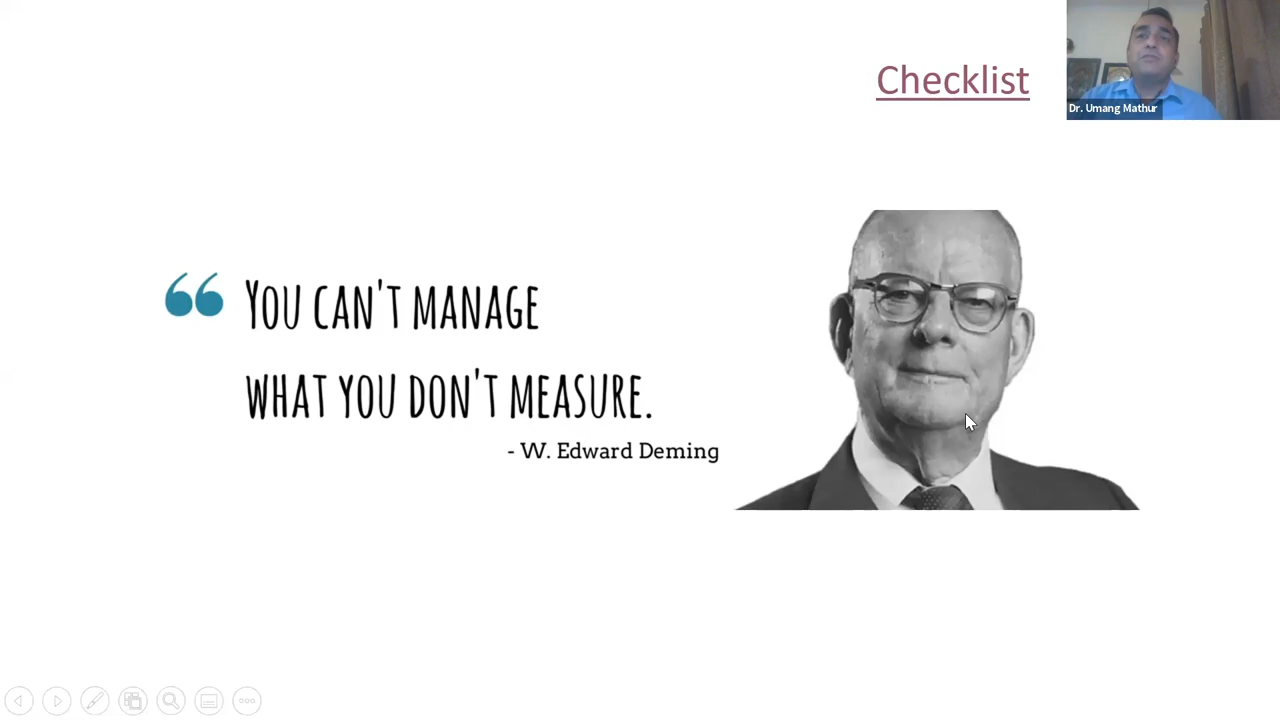 Checklist
Dr. Umang Mathur
“ YOU CAN'T MANAGE
WHAT YOU DON'T MEASURE.
- W. Edward Deming